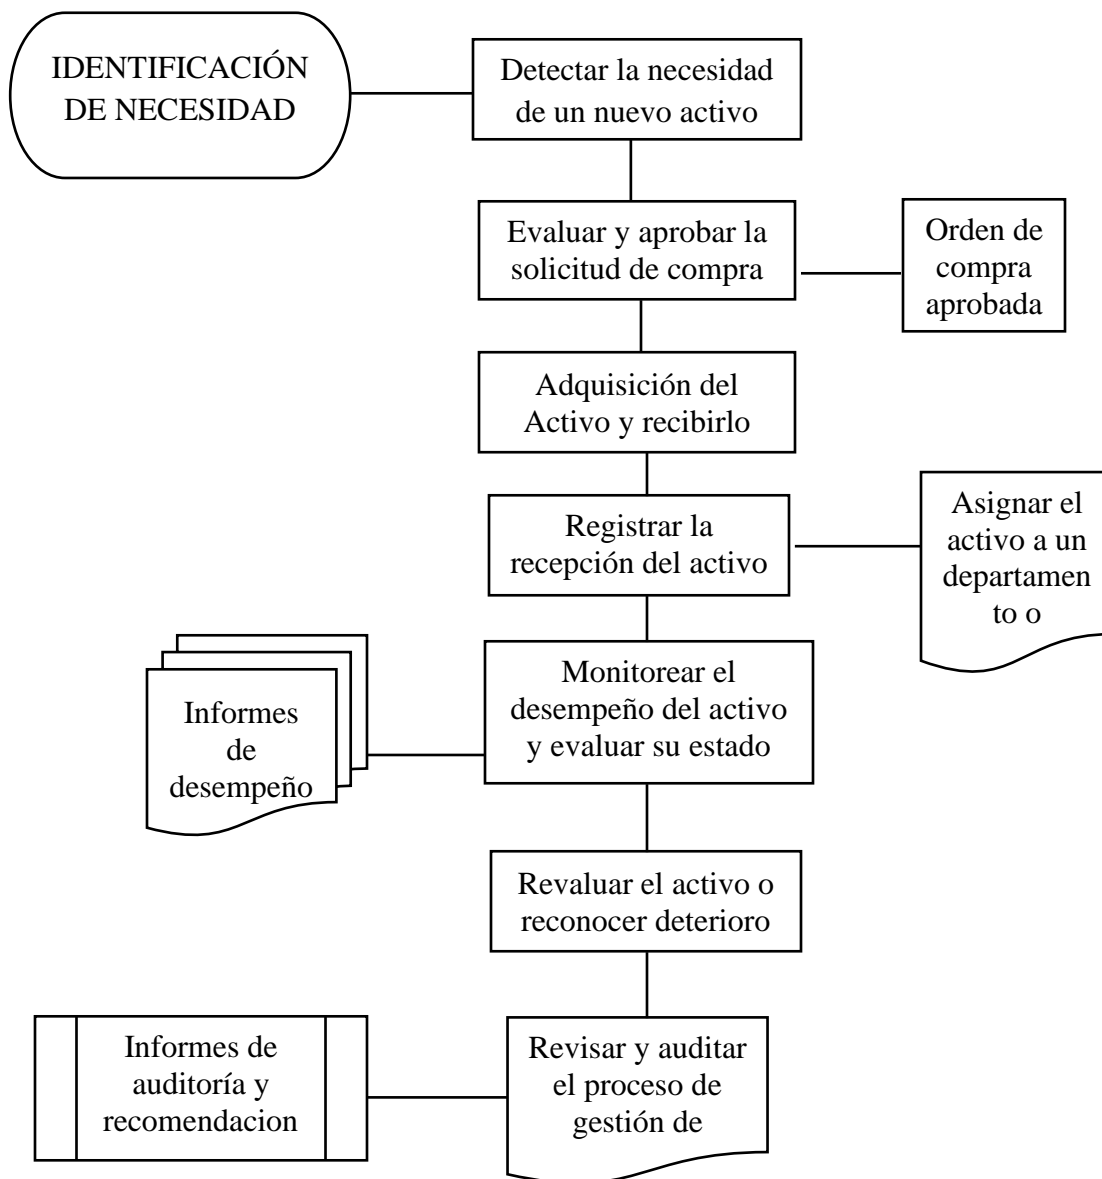 IDENTIFICACIÓN
DE NECESIDAD
Detectar la necesidad
de un nuevo activo
Evaluar y aprobar la
solicitud de compra
Orden de
compra
aprobada
Adquisición del
Activo y recibirlo
Registrar la
recepción del activo
Asignar el
activo a un
departamen
to o
Monitorear el
desempeño del activo
y evaluar su estado
Informes
de
desempeño
Revaluar el activo o
reconocer deterioro
Informes de
auditoría y
recomendacion
Revisar y auditar
el proceso de
gestión de